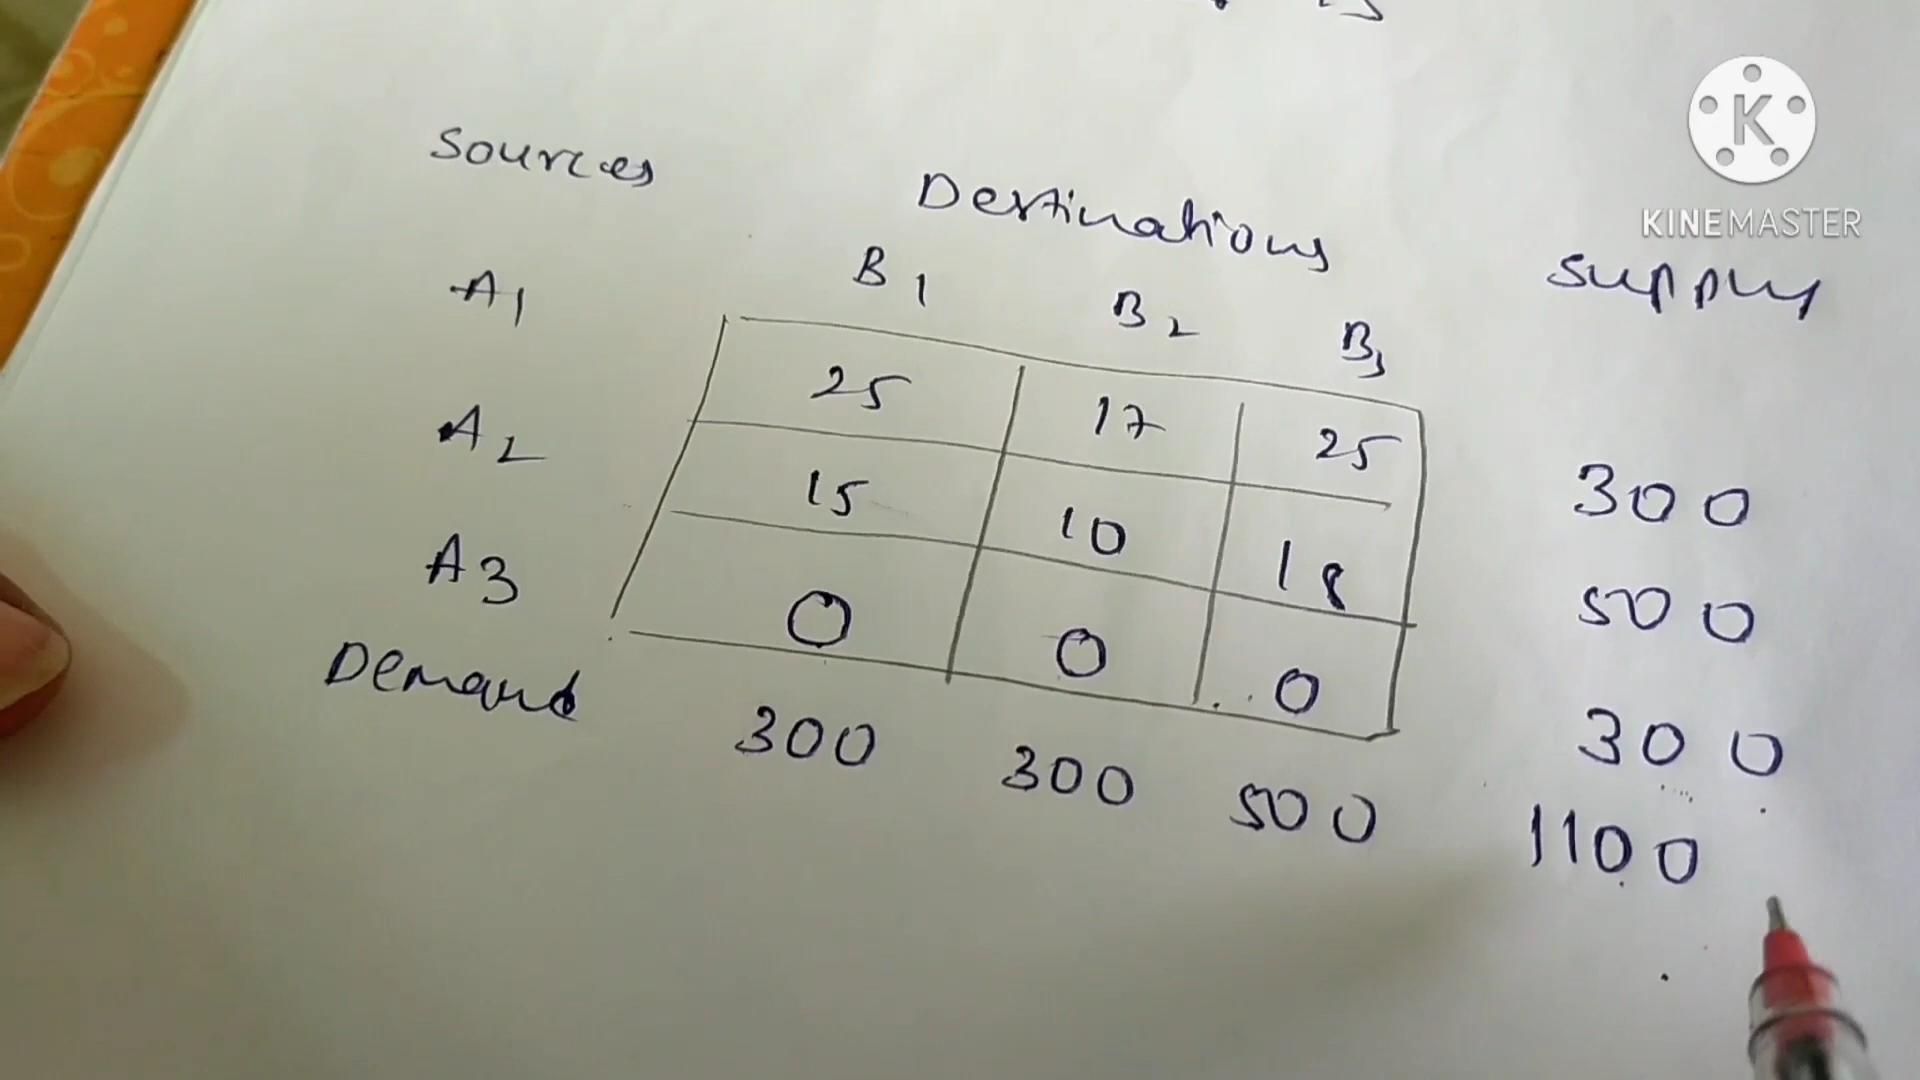 Sources Destinations Supply
B1 B2 B3
A1 25 17 25 300
A2 15 10 18 500
A3 0 0 0 300
Demand 300 300 500 1100
KINEMASTER
K